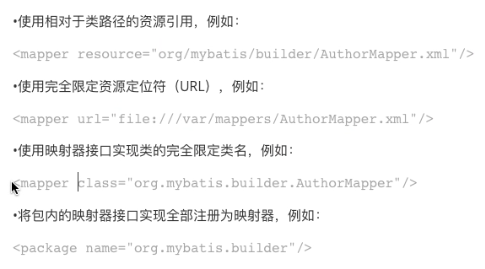 •使用相对于类路径的资源引用，例如：
<mapper resource="org/mybatis/builder/AuthorMapper.xml"/>
•使用完全限定资源定位符（URL），例如：
<mapper url="file:///var/mappers/AuthorMapper.xml"/>
•使用映射器接口实现类的完全限定类名，例如：
<mapper class="org.mybatis.builder.AuthorMapper"/>
•将包内的映射器接口实现全部注册为映射器，例如：
<package name="org.mybatis.builder"/>